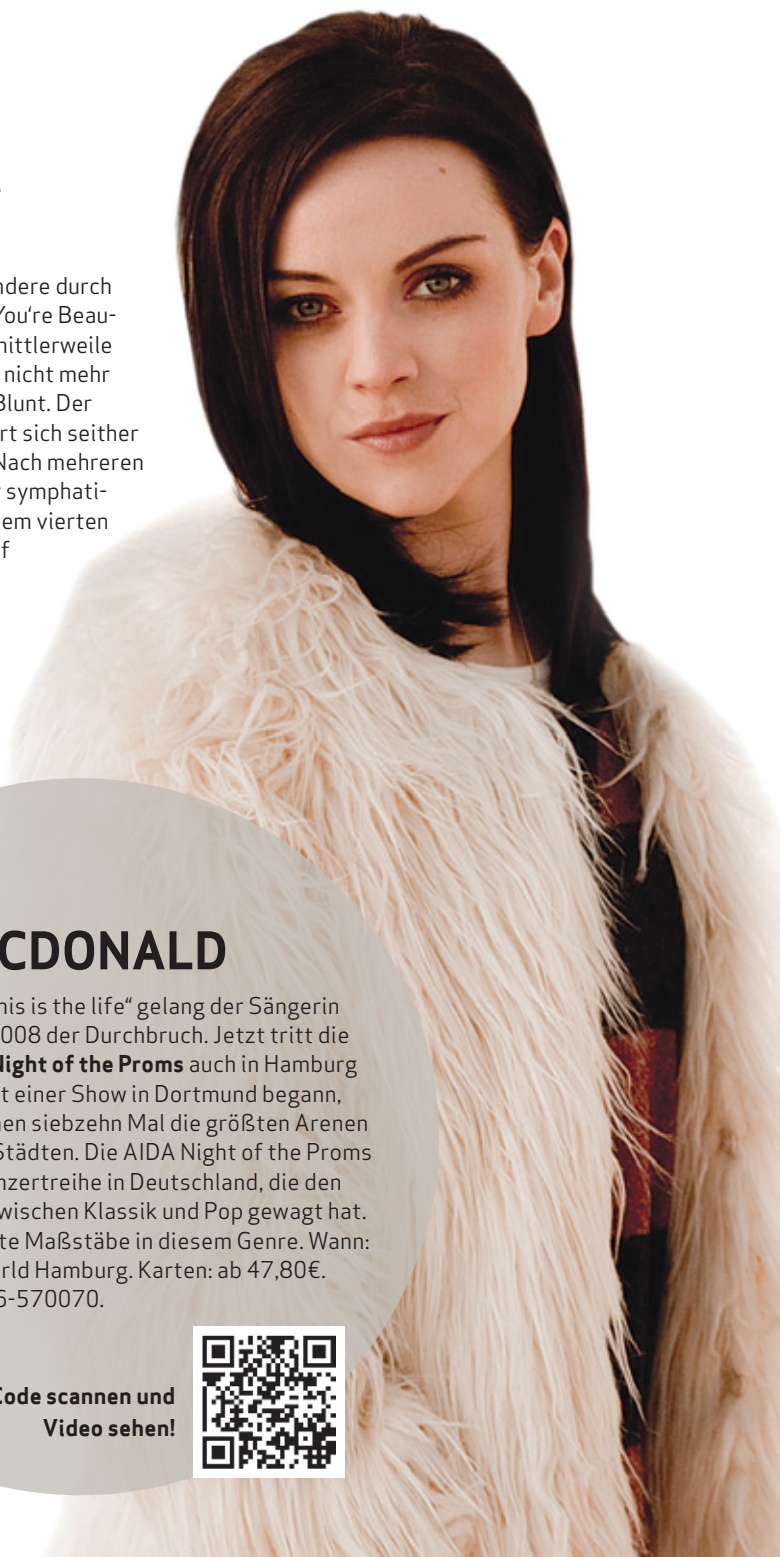 ndere durch
You‘re Beau-
mittlerweile
nicht mehr
Blunt. Der
rt sich seither
Nach mehreren
symphati-
em vierten
f
CDONALD
his is the life“ gelang der Sängerin
008 der Durchbruch. Jetzt tritt die
Night of the Proms auch in Hamburg
t einer Show in Dortmund begann,
en siebzehn Mal die größten Arenen
Städten. Die AIDA Night of the Proms
nzertreihe in Deutschland, die den
wischen Klassik und Pop gewagt hat.
te Maßstäbe in diesem Genre. Wann:
rld Hamburg. Karten: ab 47,80€.
6-570070.
Code scannen und
Video sehen!